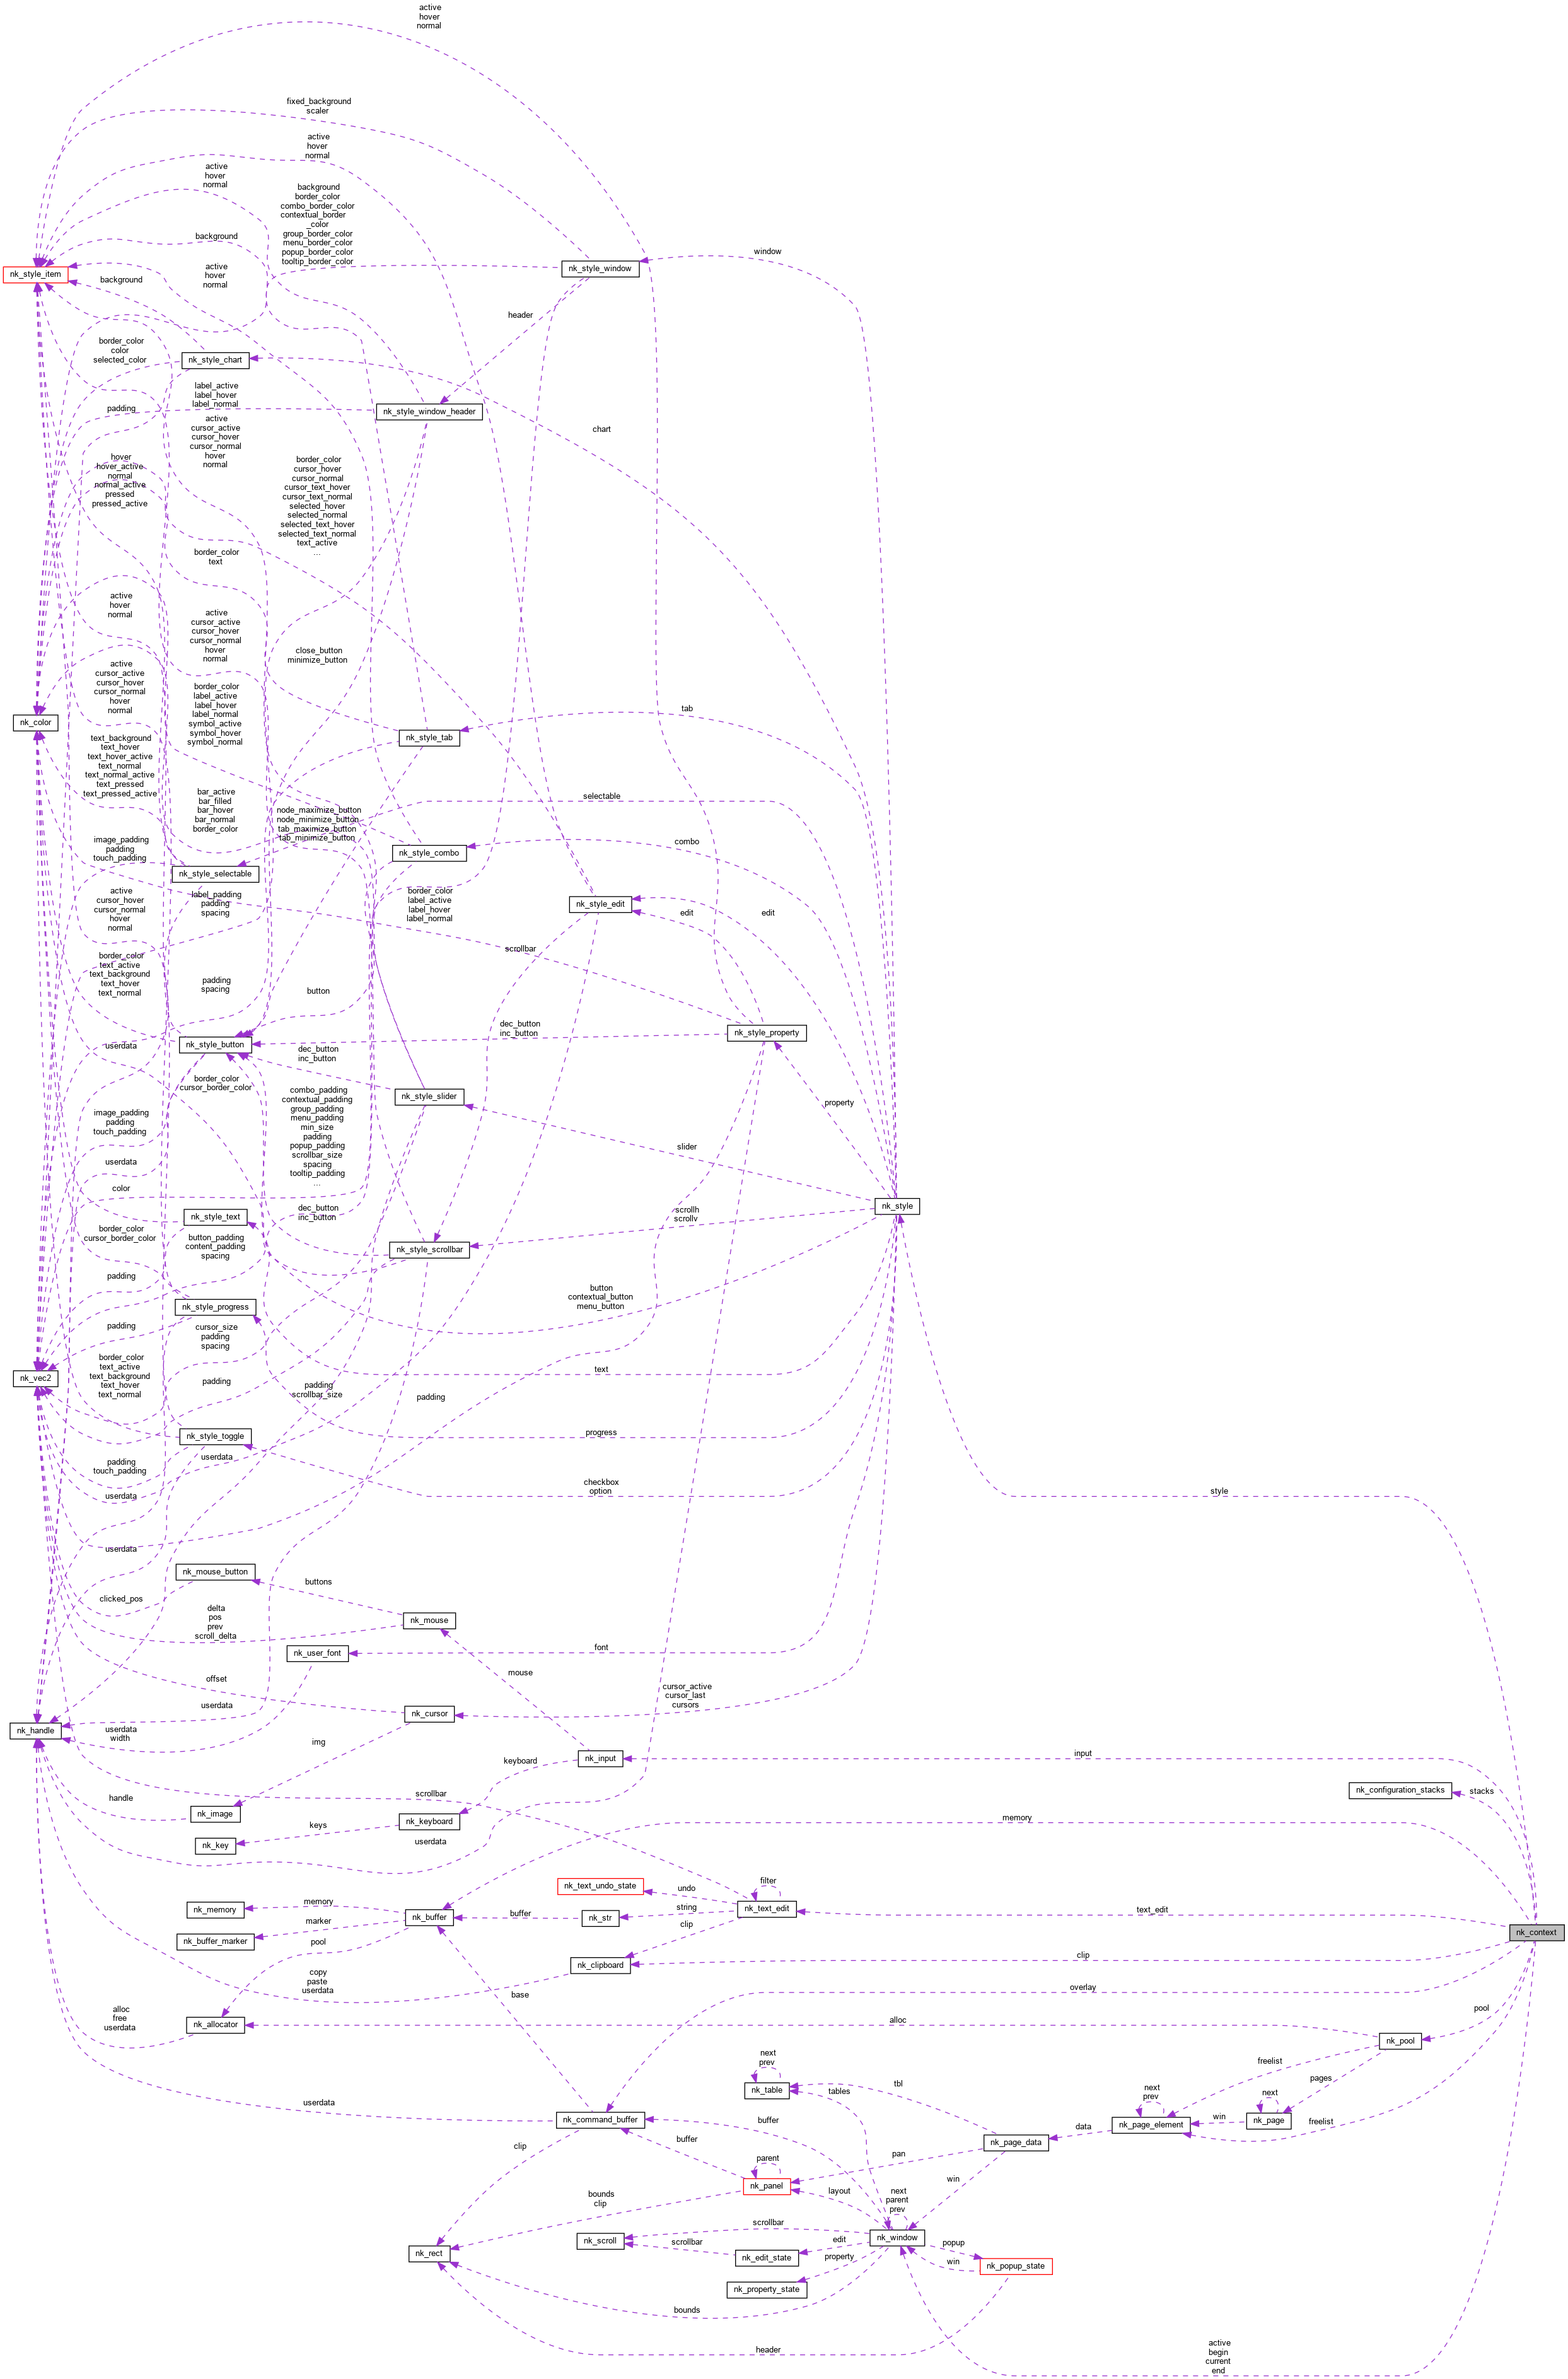 active
hover
normal
fixed_background
scaler
active
hover
normal
active
hover
normal
background
border_color
combo_border_color
contextual_border
_color
group_border_color
menu_border_color
popup_border_color
tooltip_border_color
background
window
nk_style_window
nk_style_item
active
hover
normal
background
header
border_color
color
selected_color
nk_style_chart
label_active
label_hover
label_normal
nk_style_window_header
padding
chart
active
cursor_active
cursor_hover
cursor_normal
hover
normal
hover
hover_active
normal
normal_active
pressed
pressed_active
border_color
cursor_hover
cursor_normal
cursor_text_hover
cursor_text_normal
selected_hover
selected_normal
selected_text_hover
selected_text_normal
text_active
...
border_color
text
active
hover
normal
active
cursor_active
cursor_hover
cursor_normal
hover
normal
close_button
minimize_button
active
cursor_active
cursor_hover
cursor_normal
hover
normal
border_color
label_active
label_hover
label_normal
symbol_active
symbol_hover
symbol_normal
nk_color
tab
nk_style_tab
text_background
text_hover
text_hover_active
text_normal
text_normal_active
text_pressed
text_pressed_active
bar_active
bar_filled
bar_hover
bar_normal
border_color
node_maximize_button
node_minimize_button
tab_maximize_button
tab_minimize_button
selectable
combo
nk_style_combo
image_padding
padding
touch_padding
nk_style_selectable
label_padding
padding
spacing
border_color
label_active
label_hover
label_normal
nk_style_edit
edit
edit
active
cursor_hover
cursor_normal
hover
normal
scrollbar
border_color
text_active
text_background
text_hover
text_normal
padding
spacing
button
dec_button
inc_button
nk_style_property
userdata
nk_style_button
dec_button
inc_button
border_color
cursor_border_color
nk_style_slider
combo_padding
contextual_padding
group_padding
menu_padding
min_size
padding
popup_padding
scrollbar_size
spacing
tooltip_padding
...
property
image_padding
padding
touch_padding
slider
userdata
color
nk_style_text
dec_button
inc_button
scrollh
scrollv
nk_style
border_color
cursor_border_color
button_padding
content_padding
spacing
nk_style_scrollbar
padding
button
contextual_button
menu_button
nk_style_progress
padding
cursor_size
padding
spacing
nk_vec2
border_color
text_active
text_background
text_hover
text_normal
padding
padding
scrollbar_size
padding
text
nk_style_toggle
progress
padding
touch_padding
userdata
userdata
checkbox
option
style
userdata
nk_mouse_button
buttons
clicked_pos
delta
pos
prev
scroll_delta
nk_mouse
nk_user_font
font
offset
mouse
cursor_active
cursor_last
cursors
userdata
nk_cursor
nk_handle
userdata
width
img
nk_input
input
keyboard
nk_configuration_stacks
stacks
handle
nk_image
scrollbar
nk_keyboard
keys
nk_key
userdata
memory
nk_text_undo_state
undo
filter
nk_memory
memory
nk_buffer
buffer
nk_str
string
nk_text_edit
text_edit
marker
nk_buffer_marker
clip
nk_context
pool
nk_clipboard
clip
copy
paste
userdata
base
overlay
alloc
free
userdata
nk_allocator
alloc
pool
nk_pool
next
prev
nk_table
tbl
tables
freelist
pages
next
prev
next
userdata
nk_command_buffer
buffer
nk_page_element
win
nk_page
freelist
data
nk_page_data
clip
buffer
parent
nk_panel
pan
win
bounds
clip
layout
next
parent
prev
scrollbar
nk_window
nk_scroll
scrollbar
edit
popup
nk_rect
nk_edit_state
property
win
nk_popup_state
nk_property_state
bounds
header
active
begin
current
end